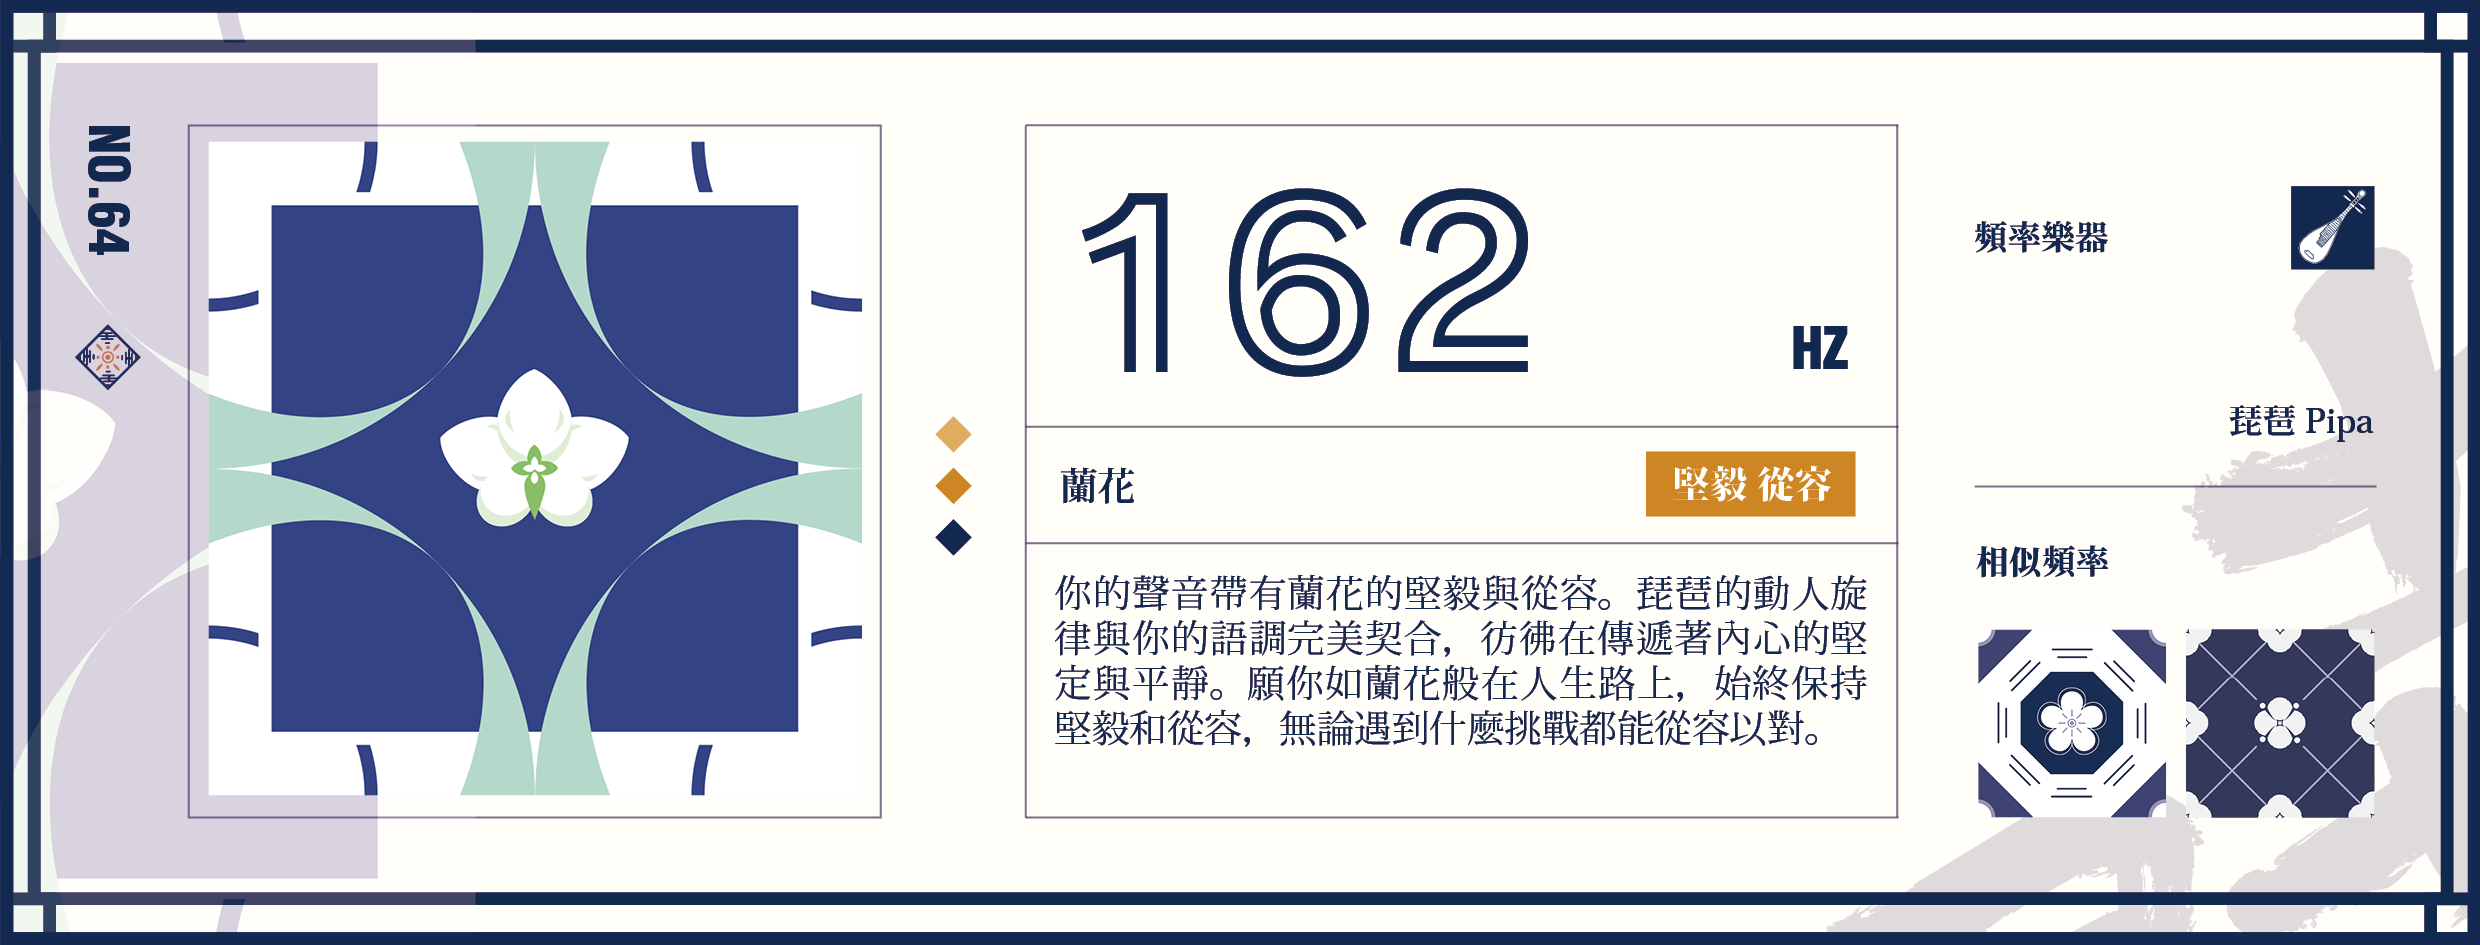 NO.64
162
HZ
蘭花
堅毅 從容
你的聲音帶有蘭花的堅毅與從容。琵琶的動人旋
律與你的語調完美契合，彷彿在傳遞著內心的堅
定與平靜。願你如蘭花般在人生路上，始終保持
堅毅和從容，無論遇到什麼挑戰都能從容以對。
頻率樂器
琵琶 Pipa
相似頻率